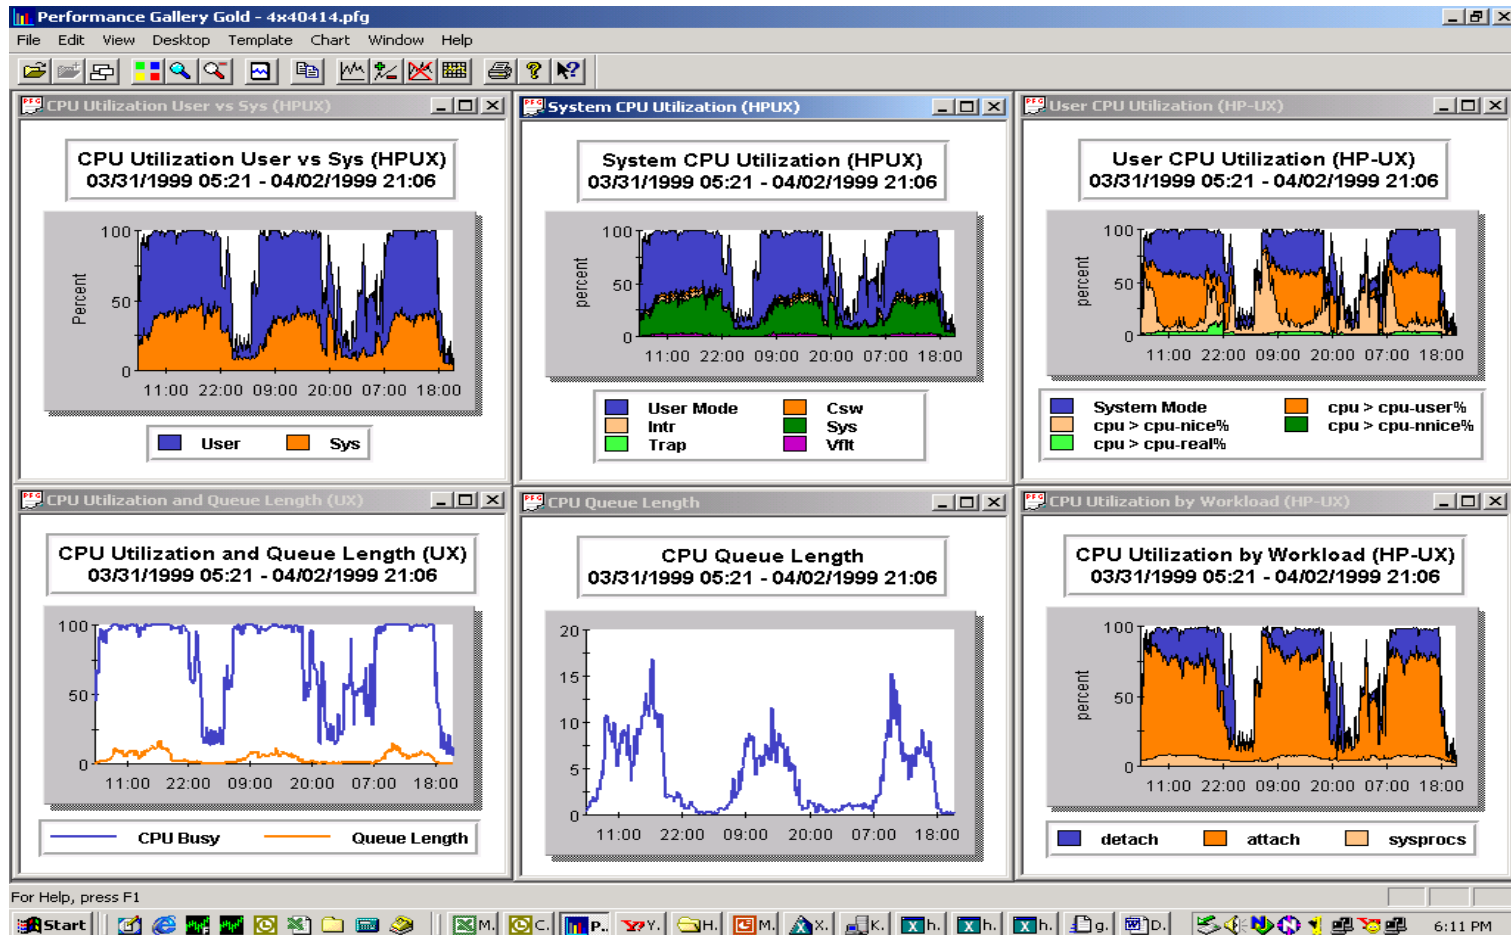 Performance Gallery Gold - 4x40414.pfg
File Edit View Desktop Template Chart Window Help
CPU Utilization User vs Sys (HPUX)
CPU Utilization User vs Sys (HPUX)
03/31/1999 05:21 - 04/02/1999 21:06
Percent
100
50
0
11:00 22:00 09:00 20:00 07:00 18:00
User Sys
System CPU Utilization (HPUX)
System CPU Utilization (HPUX)
03/31/1999 05:21 - 04/02/1999 21:06
percent
100
50
0
11:00 22:00 09:00 20:00 07:00 18:00
User Mode Csw
Intr Sys
Trap Vflt
User CPU Utilization (HP-UX)
User CPU Utilization (HP-UX)
03/31/1999 05:21 - 04/02/1999 21:06
percent
100
50
0
11:00 22:00 09:00 20:00 07:00 18:00
System Mode cpu > cpu-user%
cpu > cpu-nice% cpu > cpu-nnice%
cpu > cpu-real%
CPU Utilization and Queue Length (UX)
CPU Utilization and Queue Length (UX)
03/31/1999 05:21 - 04/02/1999 21:06
100
50
0
11:00 22:00 09:00 20:00 07:00 18:00
CPU Busy Queue Length
CPU Queue Length
CPU Queue Length
03/31/1999 05:21 - 04/02/1999 21:06
20
15
10
5
0
11:00 22:00 09:00 20:00 07:00 18:00
CPU Utilization by Workload (HP-UX)
CPU Utilization by Workload (HP-UX)
03/31/1999 05:21 - 04/02/1999 21:06
percent
100
50
0
11:00 22:00 09:00 20:00 07:00 18:00
detach attach sysprocs
For Help, press F1
Start M. C. P.. Y. H. M. X. K. h. h. h. g. D. 6:11 PM